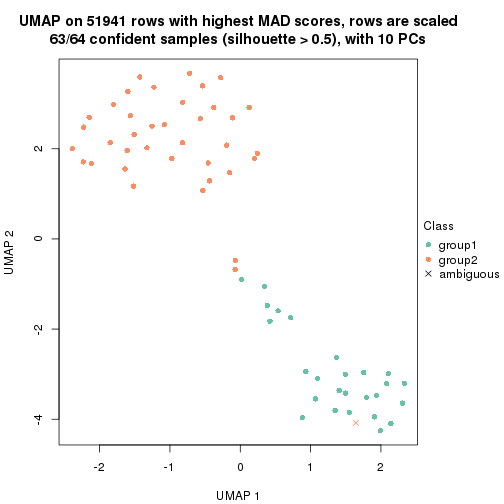 UMAP on 51941 rows with highest MAD scores, rows are scaled
63/64 confident samples (silhouette > 0.5), with 10 PCs
2
0
-2
-4
UMAP 2
-2
-1
0
1
2
UMAP 1
Class
group1
group2
ambiguous